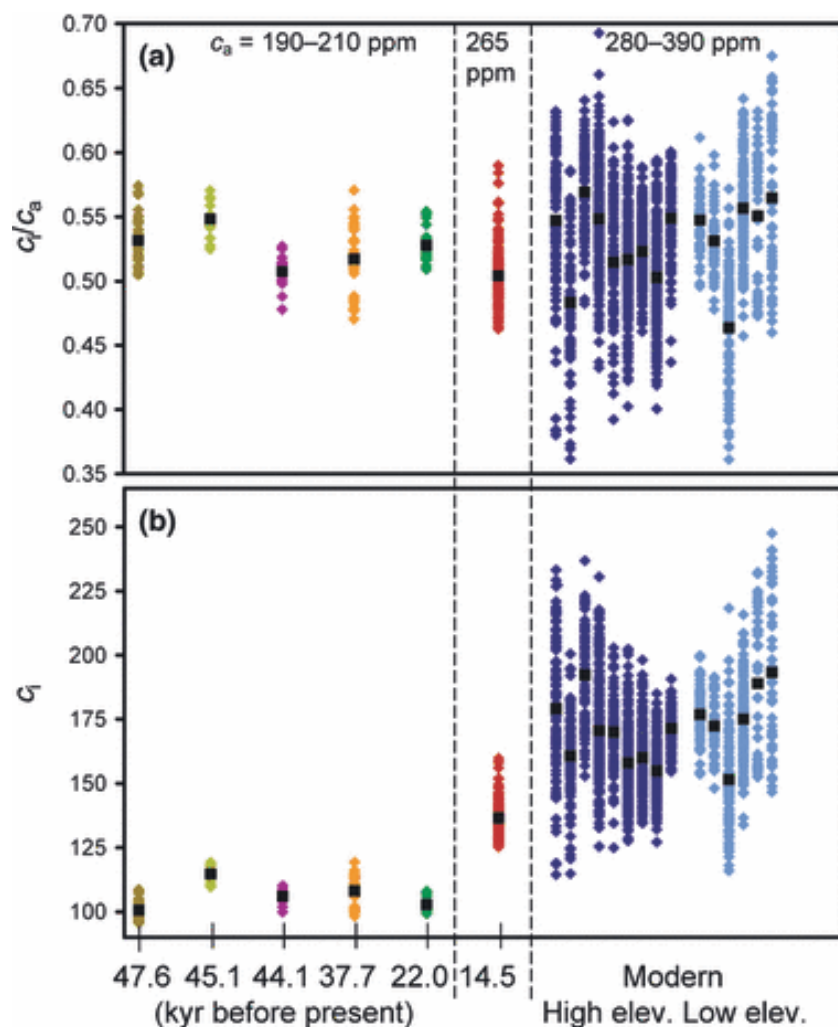 0.70
0.65
0.60
0.55
0.50
0.45
0.40
0.35
cᵢ/cₐ
(a)
cₐ = 190–210 ppm
265
ppm
280–390 ppm
250
225
200
175
150
125
100
cᵢ
(b)
47.6 45.1 44.1 37.7 22.0 14.5 Modern
(kyr before present) High elev. Low elev.